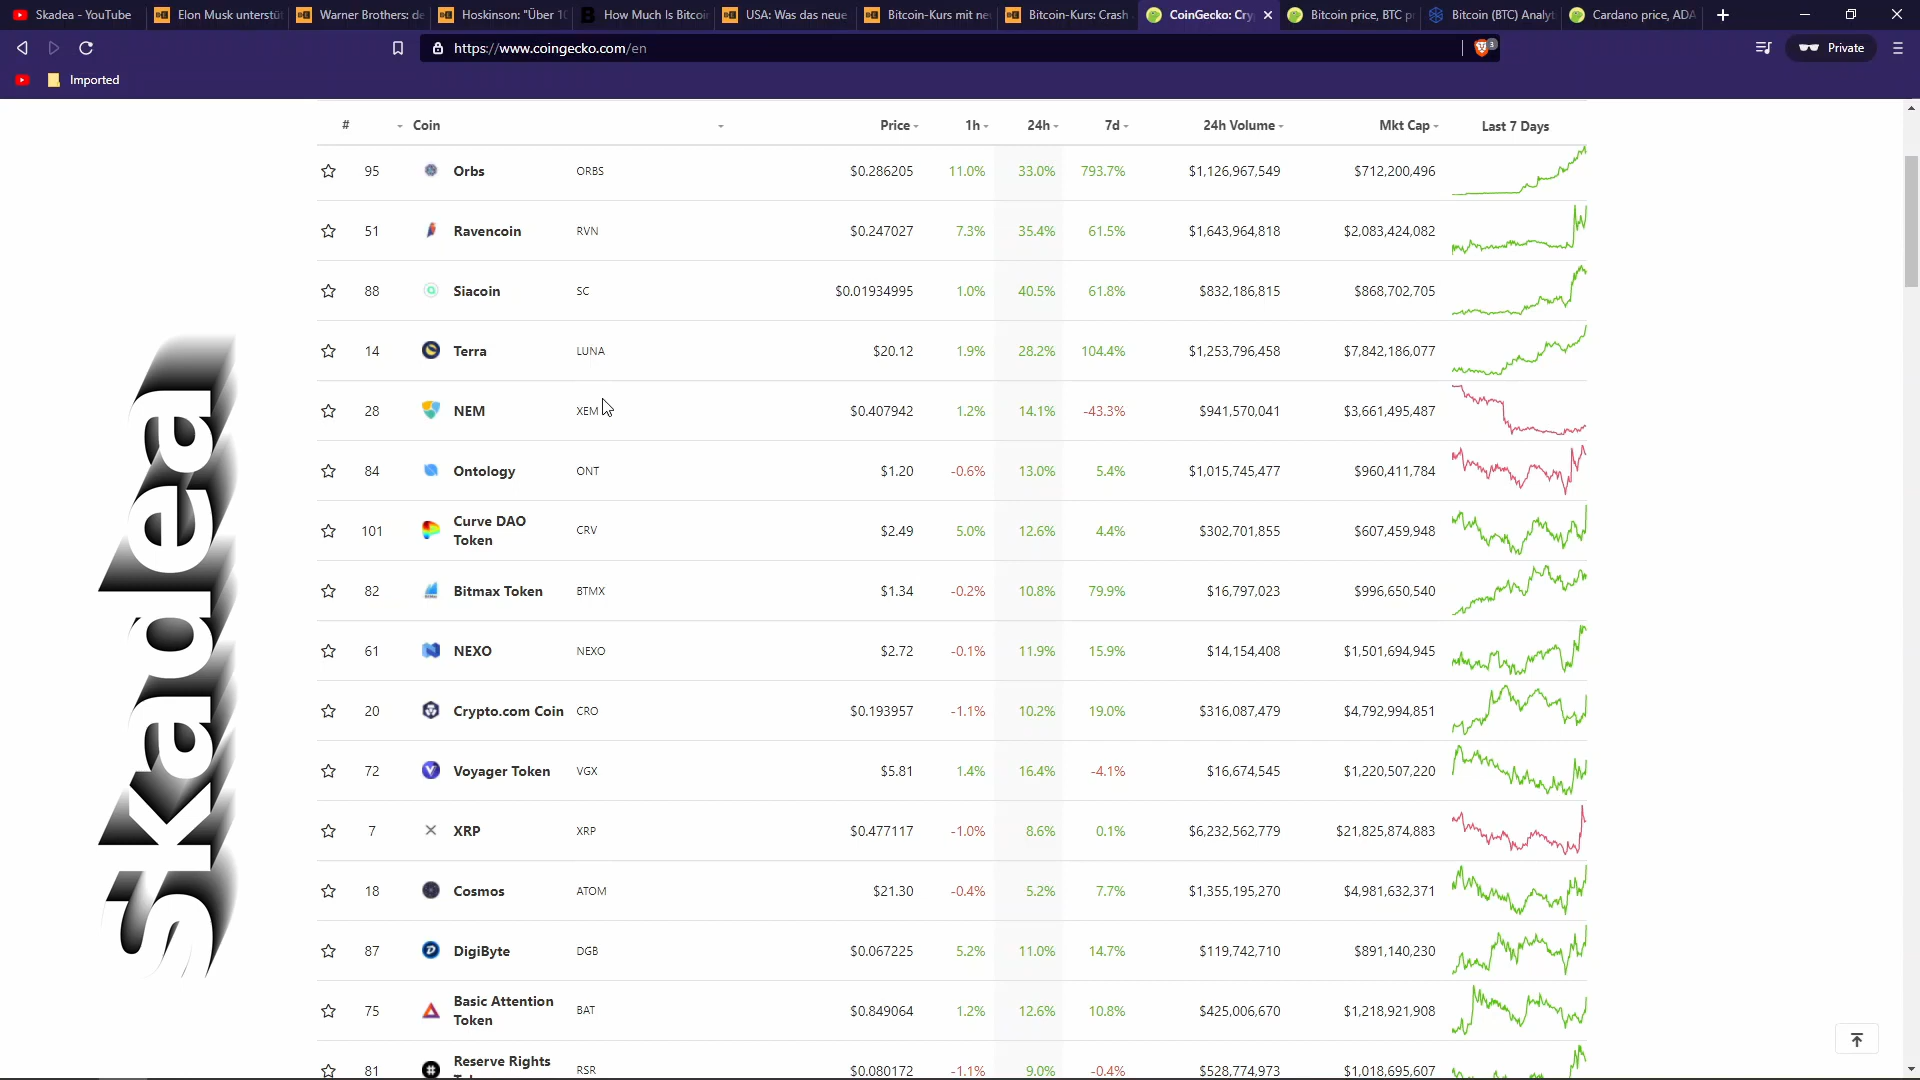 Skadea - YouTube
Elon Musk unterstüt
Warner Brothers: de
Hoskinson: "Über 10
How Much Is Bitcoin
USA: Was das neue
Bitcoin-Kurs mit neu
Bitcoin-Kurs: Crash
CoinGecko: Cry
Bitcoin price, BTC p
Bitcoin (BTC) Analyt
Cardano price, ADA
https://www.coingecko.com/en
3
Private
Imported
# Coin Price 1h 24h 7d 24h Volume Mkt Cap Last 7 Days
95 Orbs ORBS $0.286205 11.0% 33.0% 793.7% $1,126,967,549 $712,200,496
51 Ravencoin RVN $0.247027 7.3% 35.4% 61.5% $1,643,964,818 $2,083,424,082
88 Siacoin SC $0.01934995 1.0% 40.5% 61.8% $832,186,815 $868,702,705
14 Terra LUNA $20.12 1.9% 28.2% 104.4% $1,253,796,458 $7,842,186,077
28 NEM XEM $0.407942 1.2% 14.1% -43.3% $941,570,041 $3,661,495,487
84 Ontology ONT $1.20 -0.6% 13.0% 5.4% $1,015,745,477 $960,411,784
101 Curve DAO Token CRV $2.49 5.0% 12.6% 4.4% $302,701,855 $607,459,948
82 Bitmax Token BTMX $1.34 -0.2% 10.8% 79.9% $16,797,023 $996,650,540
61 NEXO NEXO $2.72 -0.1% 11.9% 15.9% $14,154,408 $1,501,694,945
20 Crypto.com Coin CRO $0.193957 -1.1% 10.2% 19.0% $316,087,479 $4,792,994,851
72 Voyager Token VGX $5.81 1.4% 16.4% -4.1% $16,674,545 $1,220,507,220
7 XRP XRP $0.477117 -1.0% 8.6% 0.1% $6,232,562,779 $21,825,874,883
18 Cosmos ATOM $21.30 -0.4% 5.2% 7.7% $1,355,195,270 $4,981,632,371
87 DigiByte DGB $0.067225 5.2% 11.0% 14.7% $119,742,710 $891,140,230
75 Basic Attention Token BAT $0.849064 1.2% 12.6% 10.8% $425,006,670 $1,218,921,908
81 Reserve Rights RSR $0.080172 -1.1% 9.0% -0.4% $528,774,973 $1,018,695,607
Skadea